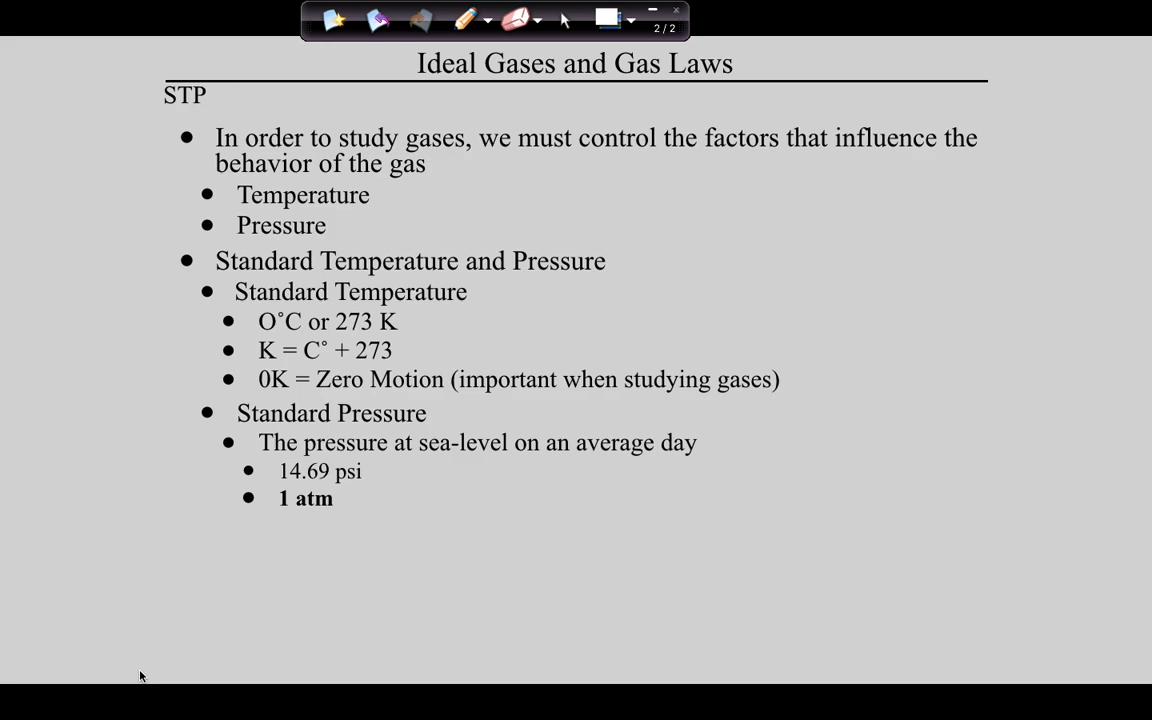 2/2
Ideal Gases and Gas Laws
STP
● In order to study gases, we must control the factors that influence the
behavior of the gas
● Temperature
● Pressure
● Standard Temperature and Pressure
● Standard Temperature
● O˚C or 273 K
● K = C˚ + 273
● 0K = Zero Motion (important when studying gases)
● Standard Pressure
● The pressure at sea-level on an average day
● 14.69 psi
● 1 atm